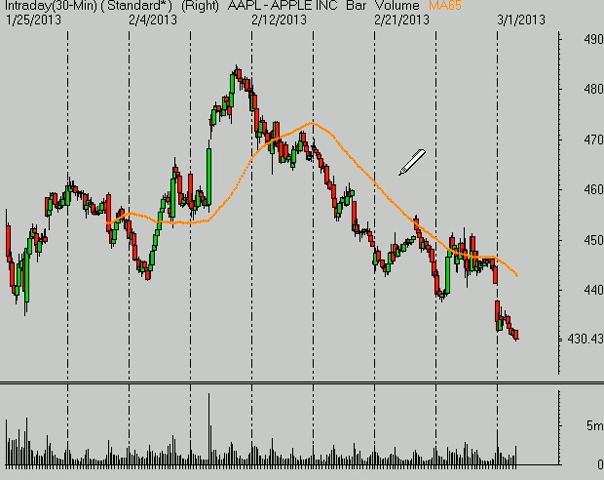 Intraday(30-Min) (Standard*) (Right) AAPL - APPLE INC Bar Volume MA65
1/25/2013 2/4/2013 2/12/2013 2/21/2013 3/1/2013
490
480
470
460
450
440
430.43
5m
0